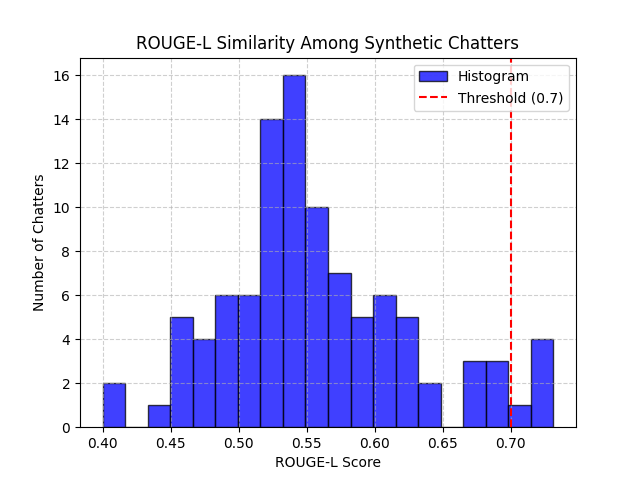 ROUGE-L Similarity Among Synthetic Chatters
Histogram
Threshold (0.7)
Number of Chatters
16
14
12
10
8
6
4
2
0
0.40 0.45 0.50 0.55 0.60 0.65 0.70
ROUGE-L Score